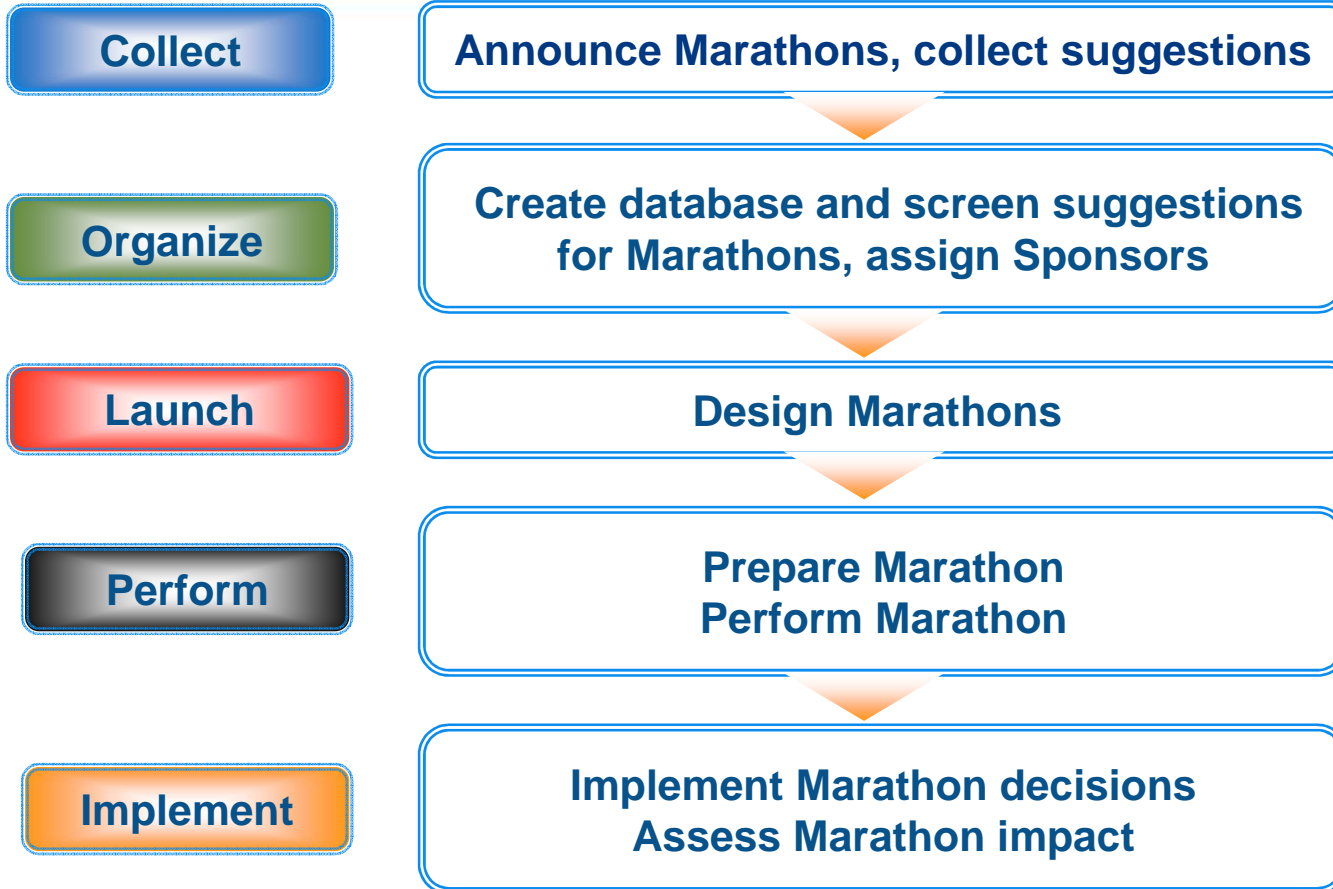 Collect
Announce Marathons, collect suggestions
Organize
Create database and screen suggestions
for Marathons, assign Sponsors
Launch
Design Marathons
Perform
Prepare Marathon
Perform Marathon
Implement
Implement Marathon decisions
Assess Marathon impact